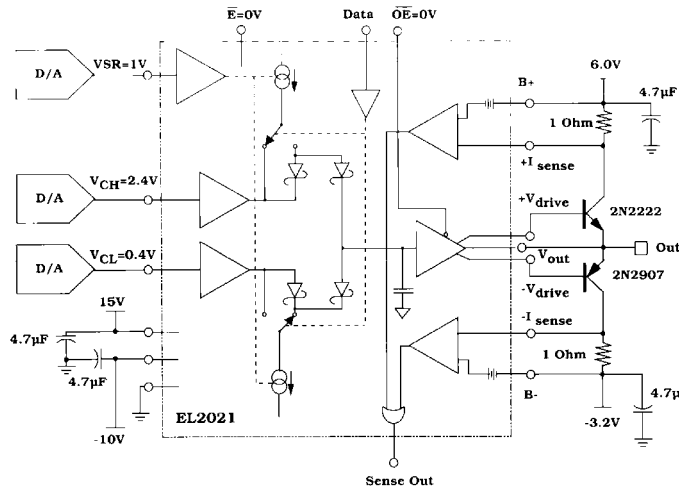 E=0V
Data
OE=0V
D/A
VSR=1V
B+
6.0V
4.7µF
1 Ohm
+I sense
D/A
VCH=2.4V
+Vdrive
2N2222
D/A
VCL=0.4V
Vout
Out
2N2907
-Vdrive
15V
4.7µF
-I sense
4.7µF
1 Ohm
EL2021
B-
4.7µ
-10V
-3.2V
Sense Out